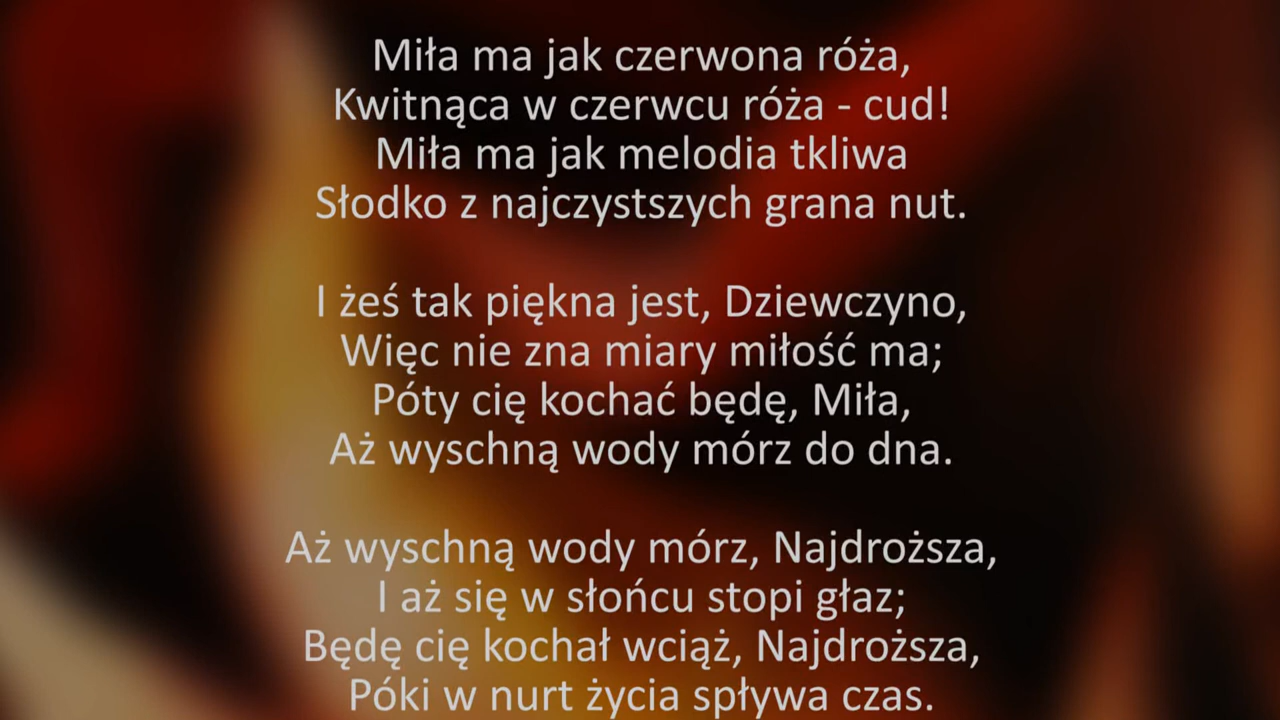 Miła ma jak czerwona róża,
Kwitnąca w czerwcu róża - cud!
Miła ma jak melodia tkliwa
Słodko z najczystszych grana nut.
I żeś tak piękna jest, Dziewczyno,
Więc nie zna miary miłość ma;
Póty cię kochać będę, Miła,
Aż wyschną wody mórz do dna.
Aż wyschną wody mórz, Najdroższa,
I aż się w słońcu stopi głaz;
Będę cię kochał wciąż, Najdroższa,
Póki w nurt życia spływa czas.